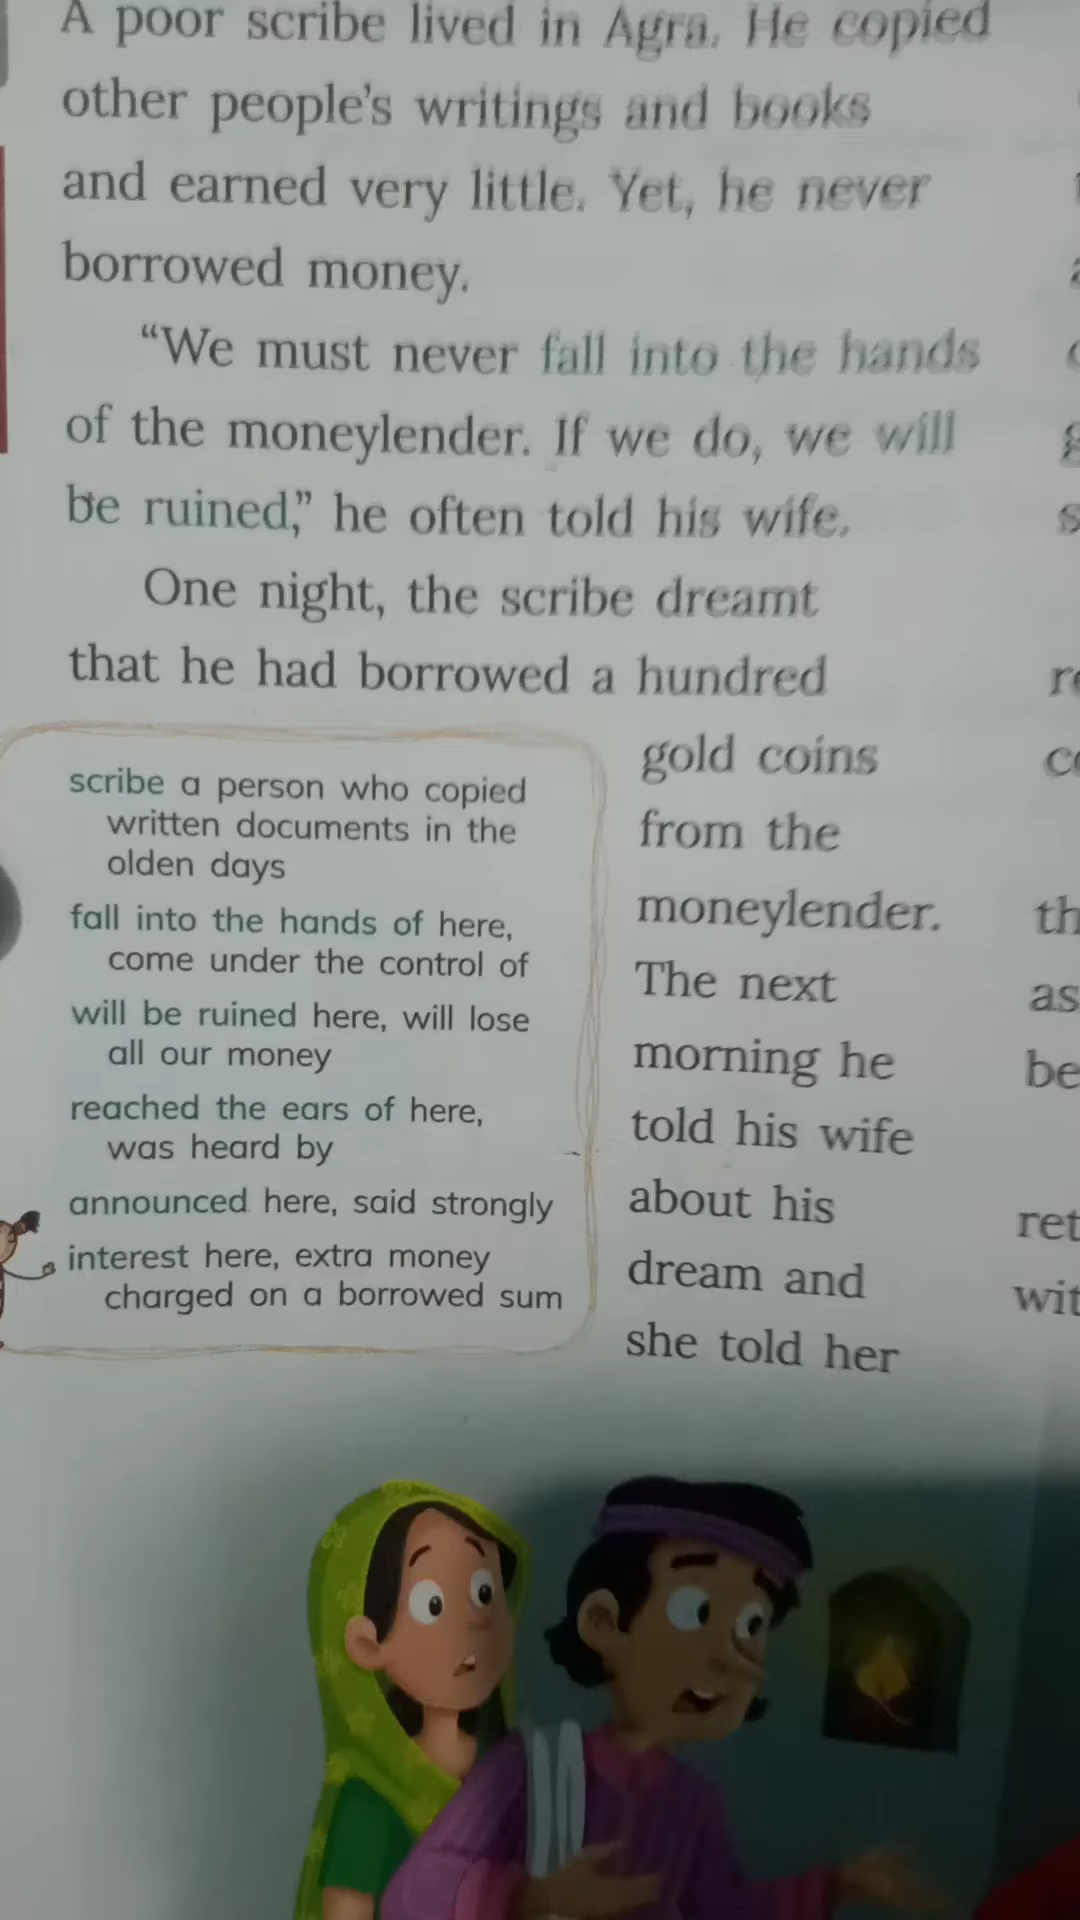 A poor scribe lived in Agra. He copied
other people's writings and books
and earned very little. Yet, he never
borrowed money.
“We must never fall into the hands
of the moneylender. If we do, we will
be ruined,” he often told his wife.
One night, the scribe dreamt
that he had borrowed a hundred
gold coins
from the
moneylender.
The next
morning he
told his wife
about his
dream and
she told her
scribe a person who copied
written documents in the
olden days
fall into the hands of here,
come under the control of
will be ruined here, will lose
all our money
reached the ears of here,
was heard by
announced here, said strongly
interest here, extra money
charged on a borrowed sum